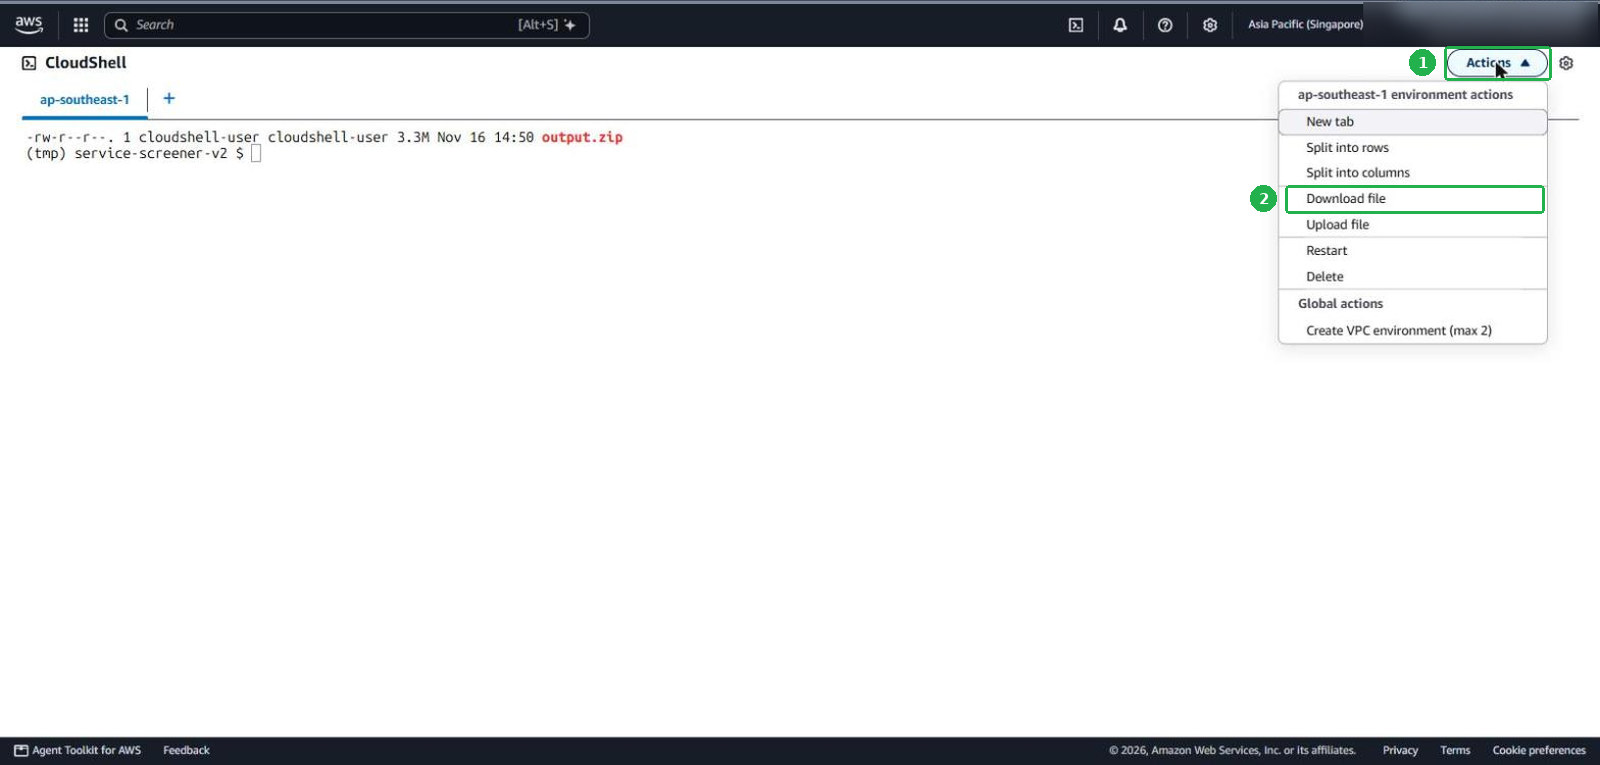 aws
Search [Alt+S]
Asia Pacific (Singapore)
CloudShell
1
Actions
ap-southeast-1 +
ap-southeast-1 environment actions
New tab
-rw-r--r--. 1 cloudshell-user cloudshell-user 3.3M Nov 16 14:50 output.zip
(tmp) service-screener-v2 $
Split into rows
Split into columns
2
Download file
Upload file
Restart
Delete
Global actions
Create VPC environment (max 2)
Agent Toolkit for AWS Feedback © 2026, Amazon Web Services, Inc. or its affiliates. Privacy Terms Cookie preferences